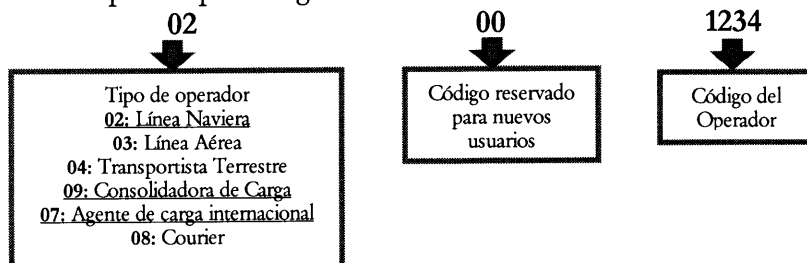 02
00
1234
Tipo de operador
02: Línea Naviera
03: Línea Aérea
04: Transportista Terrestre
09: Consolidadora de Carga
07: Agente de carga internacional
08: Courier
Código reservado
para nuevos
usuarios
Código del
Operador